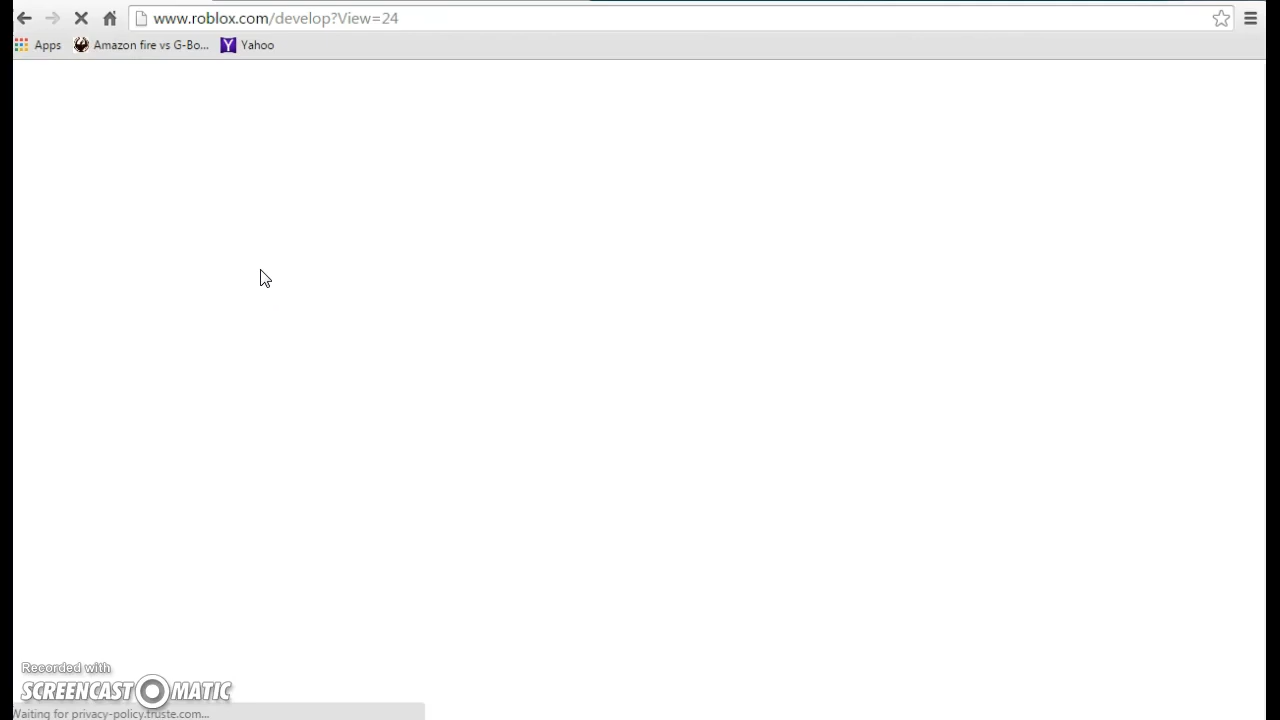 www.roblox.com/develop?View=24
Apps Amazon fire vs G-Bo... Yahoo
Recorded with
SCREENCAST-O-MATIC
Waiting for privacy-policy.truste.com...